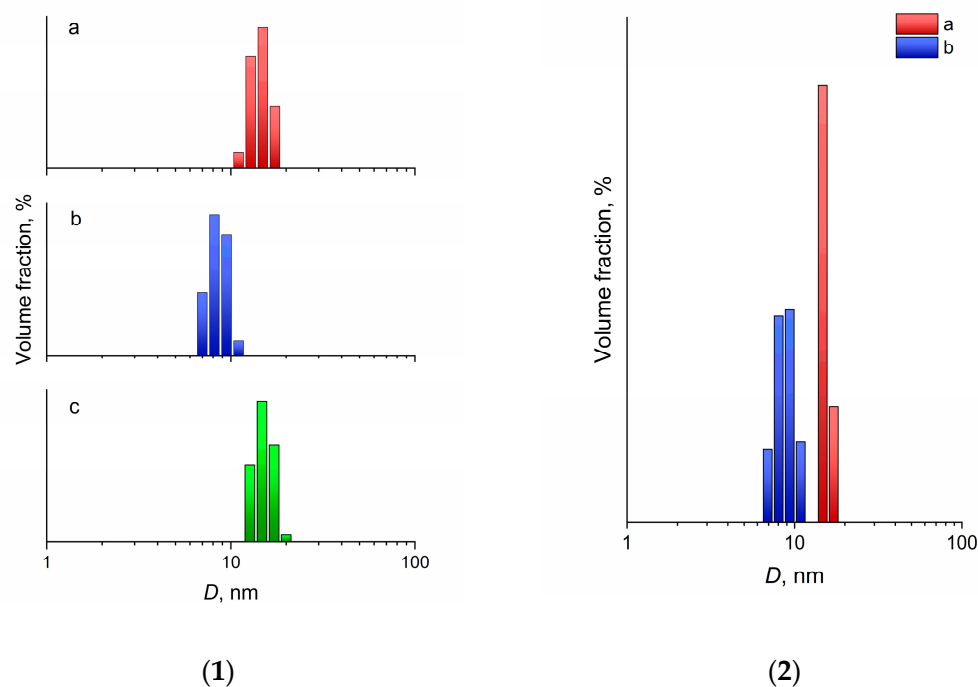 a
b
Volume fraction, %
c
1 10 100
D, nm
(1)
a
b
Volume fraction, %
1 10 100
D, nm
(2)